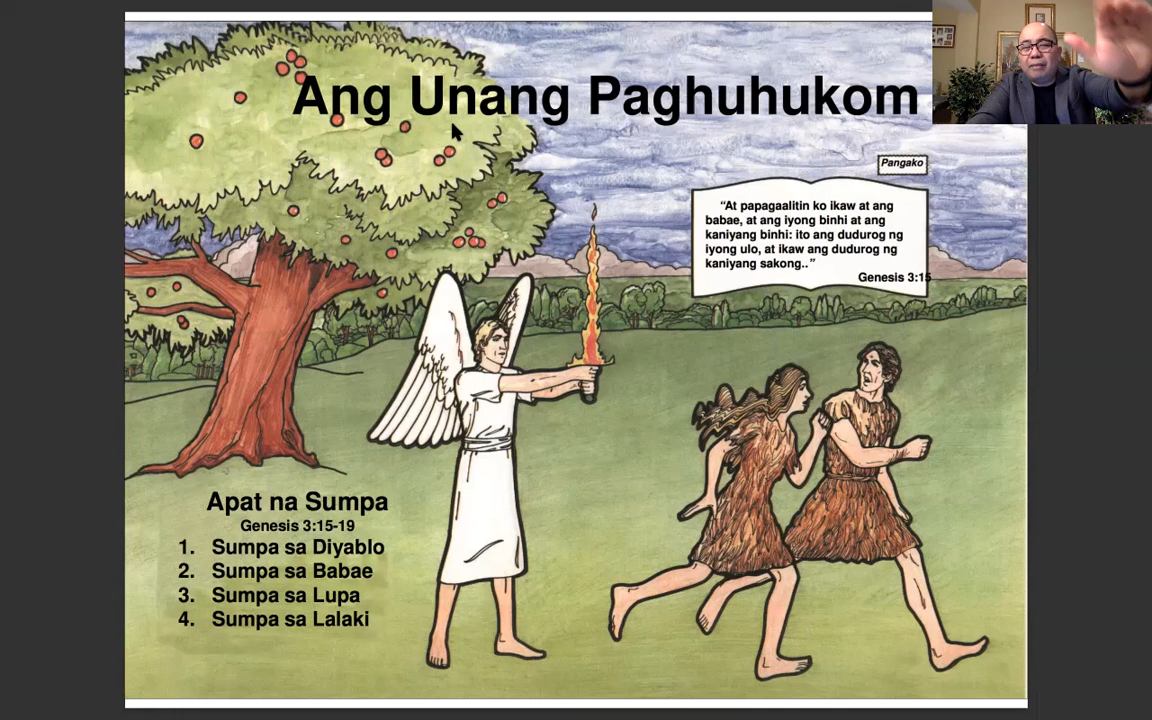 Ang Unang Paghuhukom
Pangako
“At papagaalitin ko ikaw at ang
babae, at ang iyong binhi at ang
kaniyang binhi: ito ang dudurog ng
iyong ulo, at ikaw ang dudurog ng
kaniyang sakong..”
Genesis 3:15
Apat na Sumpa
Genesis 3:15-19
1. Sumpa sa Diyablo
2. Sumpa sa Babae
3. Sumpa sa Lupa
4. Sumpa sa Lalaki